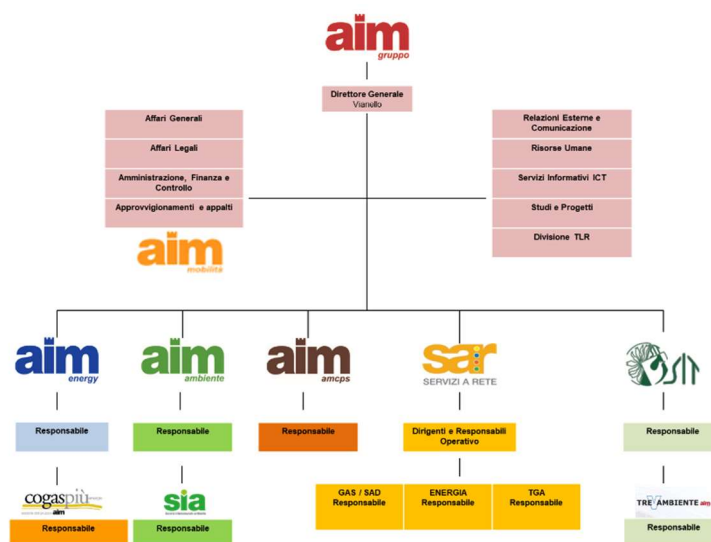 aim
gruppo
Direttore Generale
Vianello
Affari Generali
Affari Legali
Amministrazione, Finanza e
Controllo
Approvvigionamenti e appalti
Relazioni Esterne e
Comunicazione
Risorse Umane
Servizi Informativi ICT
Studi e Progetti
Divisione TLR
aim
mobilità
aim
energy
aim
ambiente
aim
amcps
sar
SERVIZI A RETE
SIT
Responsabile
Responsabile
Responsabile
Dirigenti e Responsabili
Operativo
Responsabile
cogaspiù
aim
Responsabile
sia
Responsabile
GAS / SAD
Responsabile
ENERGIA
Responsabile
TGA
Responsabile
TRE V AMBIENTE aim
Responsabile